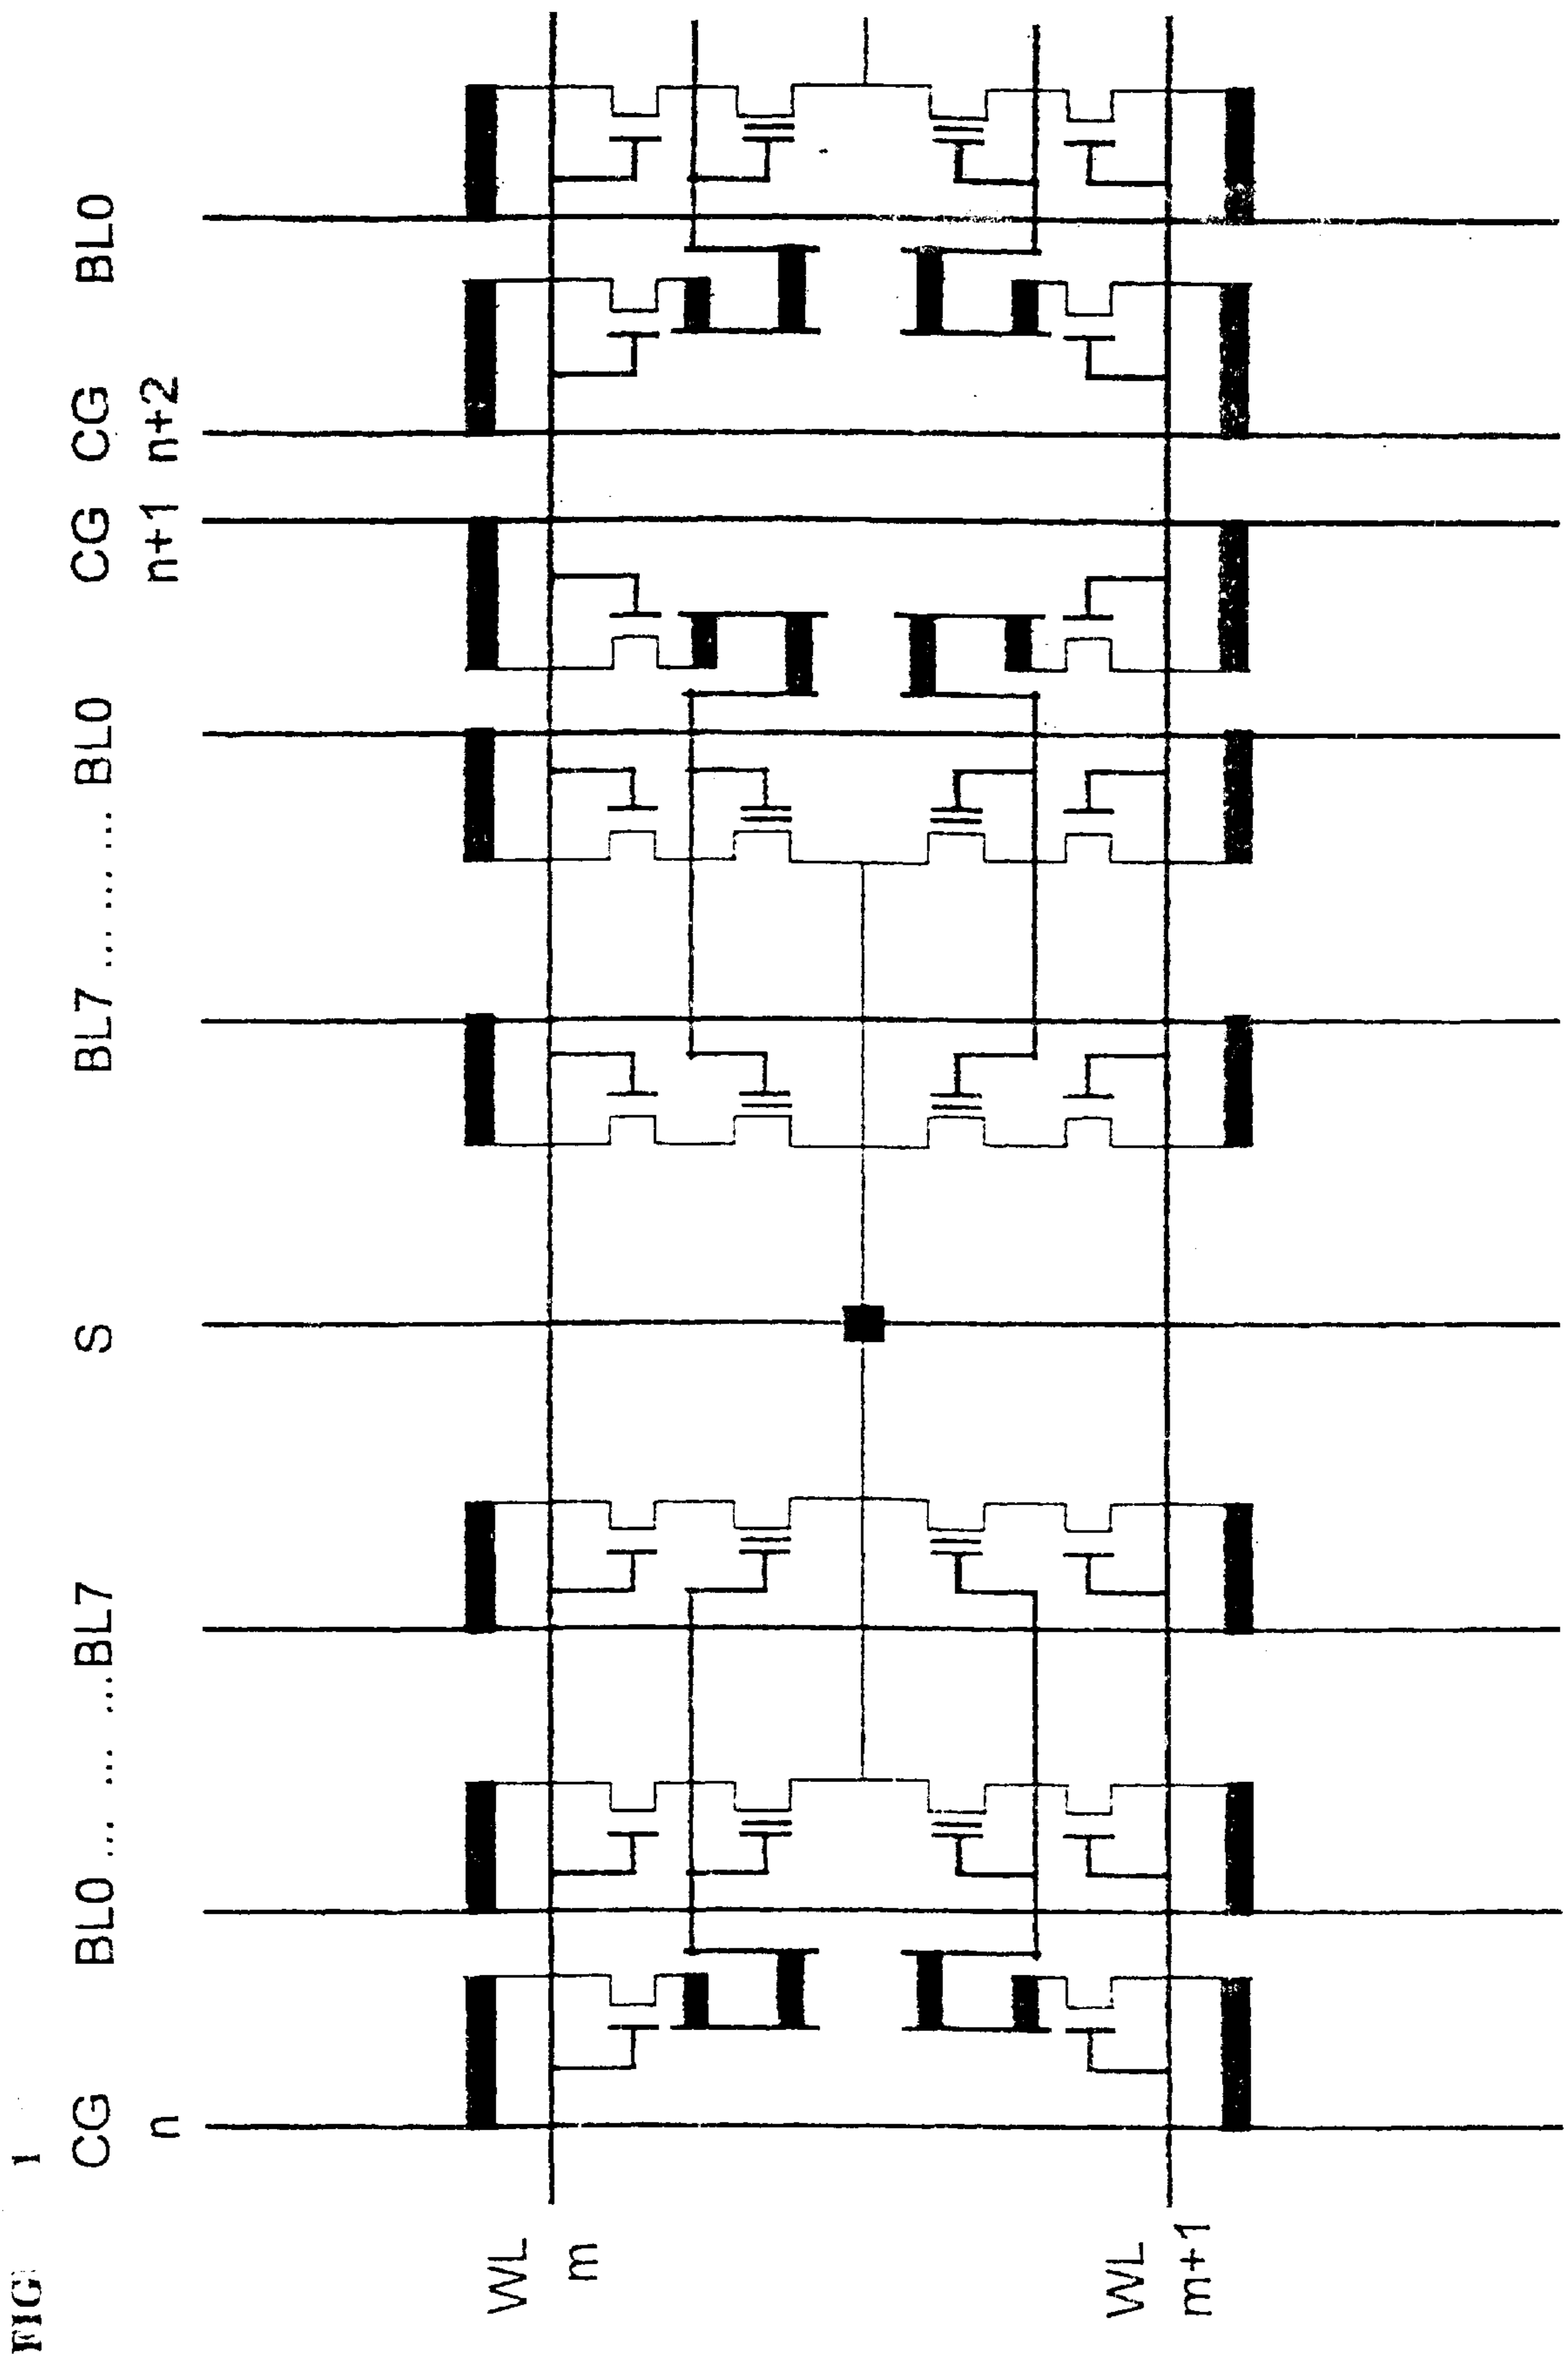 FIG 1
CG BL0 ... ... ...BL7 S BL7 ... ... ... BL0 CG CG BL0
n n+1 n+2
WL
m
WL
m+1